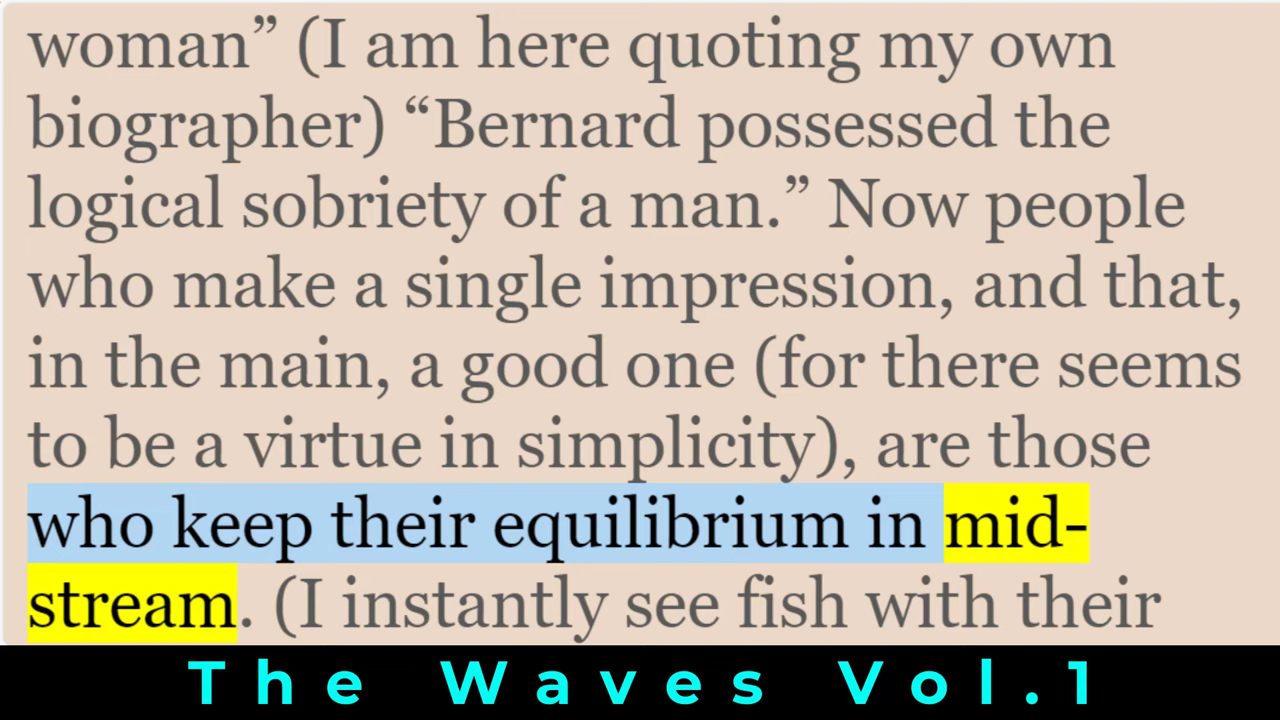 woman” (I am here quoting my own
biographer) “Bernard possessed the
logical sobriety of a man.” Now people
who make a single impression, and that,
in the main, a good one (for there seems
to be a virtue in simplicity), are those
who keep their equilibrium in mid-
stream. (I instantly see fish with their
The Waves Vol.1